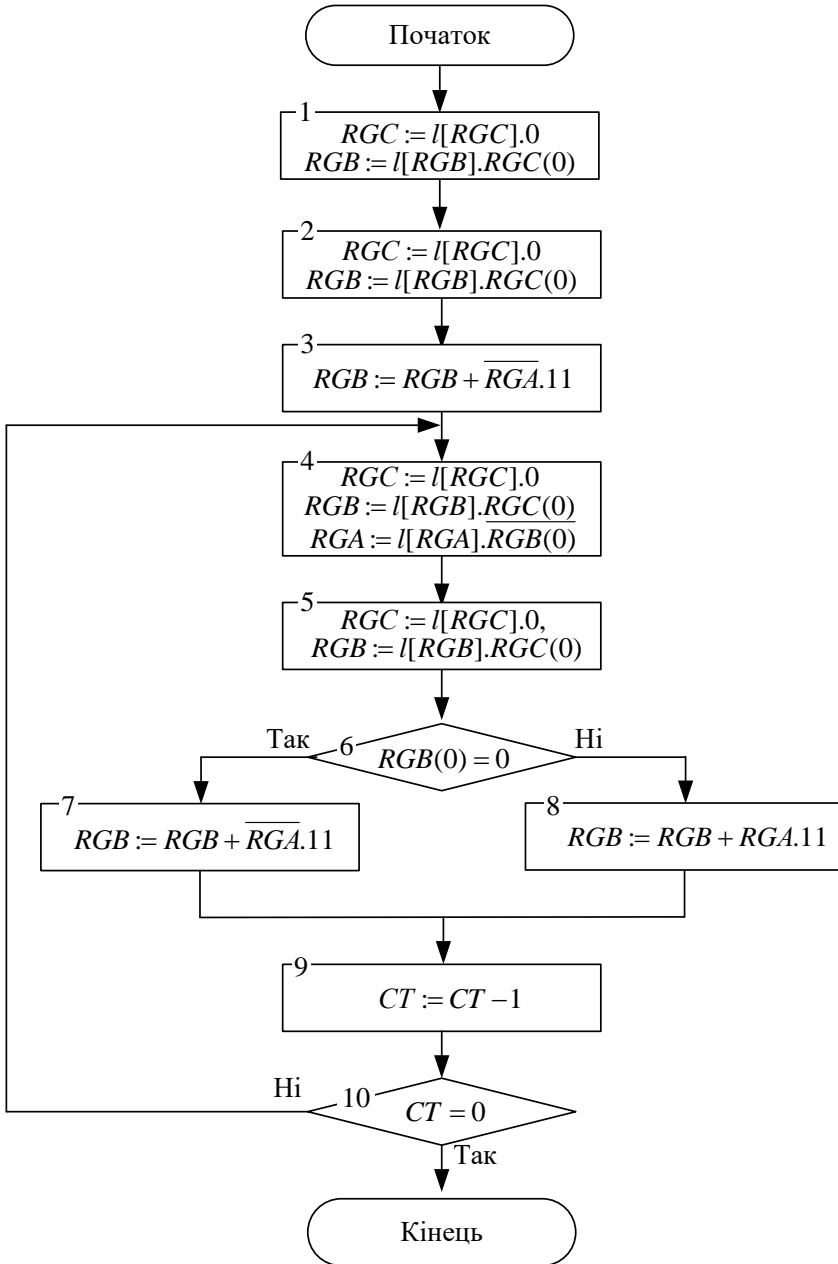 Початок
1
RGC := l[RGC].0
RGB := l[RGB].RGC(0)
2
RGC := l[RGC].0
RGB := l[RGB].RGC(0)
3
RGB := RGB + \overline{RGA}.11
4
RGC := l[RGC].0
RGB := l[RGB].RGC(0)
RGA := l[RGA].\overline{RGB(0)}
5
RGC := l[RGC].0,
RGB := l[RGB].RGC(0)
Так
6
RGB(0) = 0
Ні
7
RGB := RGB + \overline{RGA}.11
8
RGB := RGB + RGA.11
9
CT := CT − 1
Ні
10
CT = 0
Так
Кінець